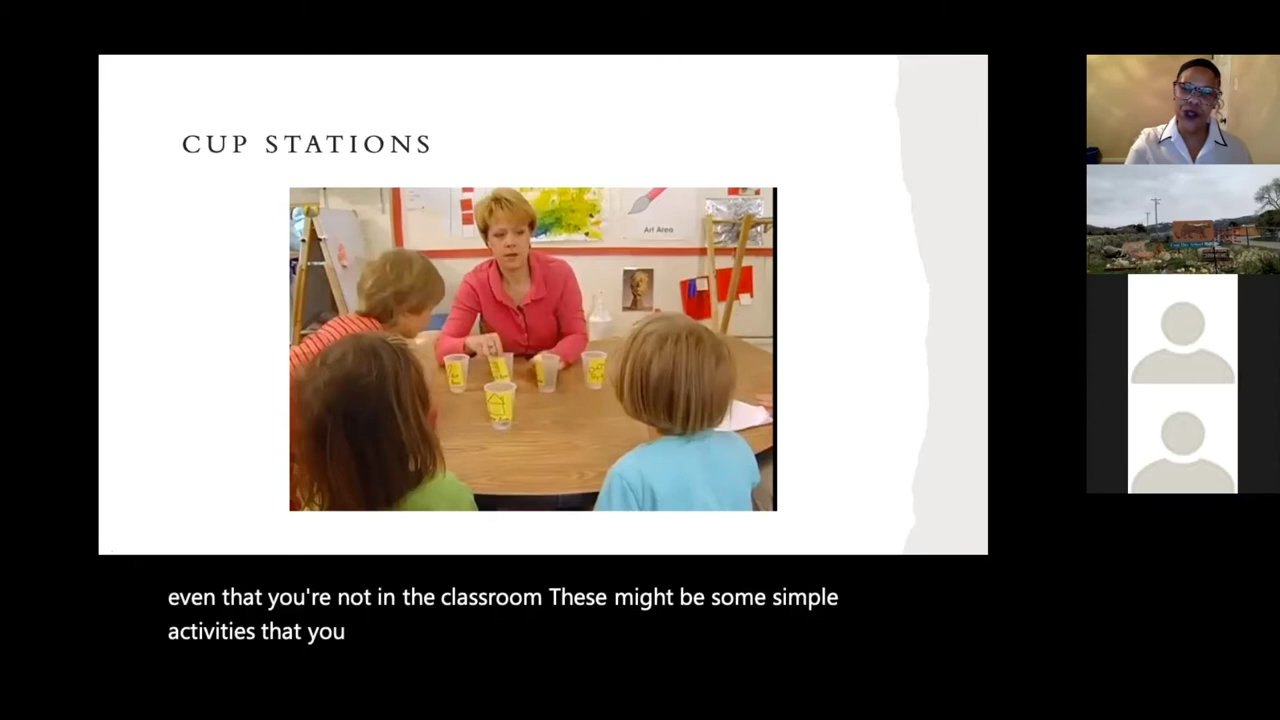 CUP STATIONS
Art Area
even that you're not in the classroom These might be some simple
activities that you